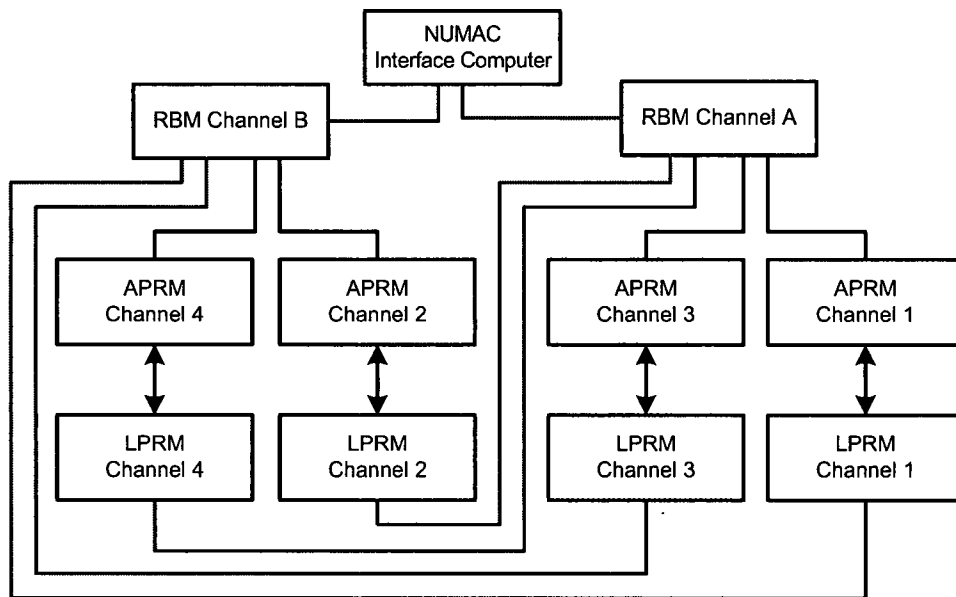 NUMAC
Interface Computer
RBM Channel B
RBM Channel A
APRM
Channel 4
APRM
Channel 2
APRM
Channel 3
APRM
Channel 1
LPRM
Channel 4
LPRM
Channel 2
LPRM
Channel 3
LPRM
Channel 1